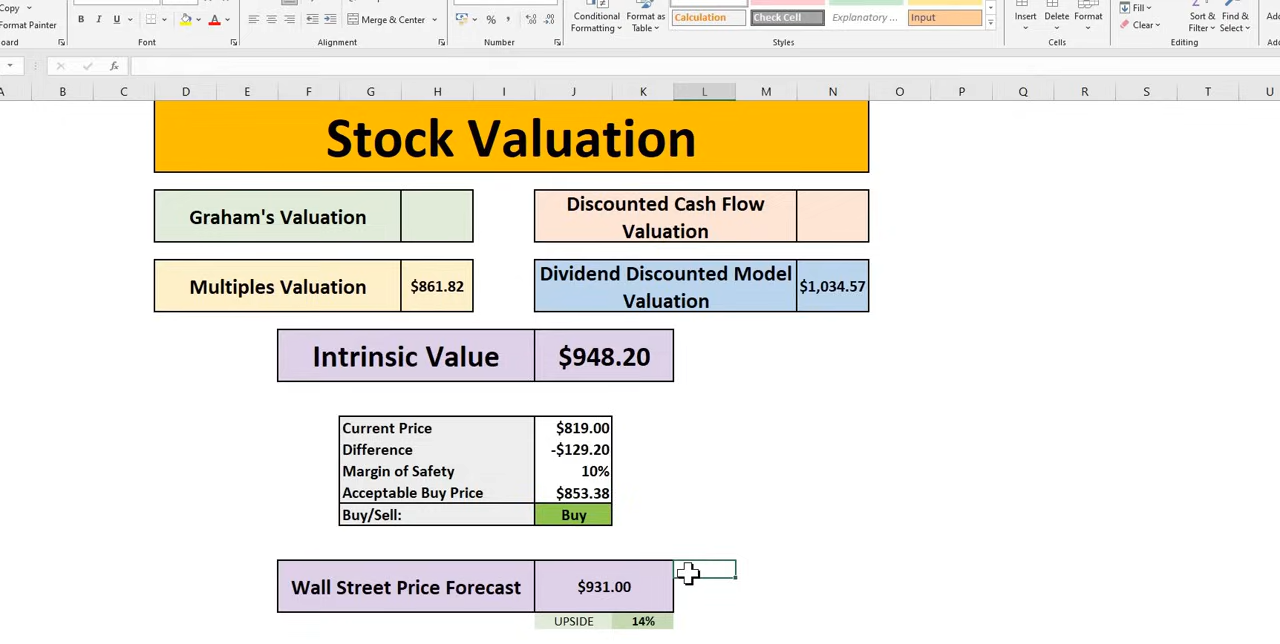 Copy
Format Painter
B I U
Merge & Center
% ,
Conditional Formatting
Format as Table
Calculation
Check Cell
Explanatory ...
Input
Insert
Delete
Format
Fill
Clear
Sort & Filter
Find & Select
Font
Alignment
Number
Styles
Cells
Editing
fx
B C D E F G H I J K L M N O P Q R S T U
Stock Valuation
Graham's Valuation
Discounted Cash Flow
Valuation
Multiples Valuation $861.82
Dividend Discounted Model
Valuation
$1,034.57
Intrinsic Value $948.20
Current Price $819.00
Difference -$129.20
Margin of Safety 10%
Acceptable Buy Price $853.38
Buy/Sell: Buy
Wall Street Price Forecast $931.00
UPSIDE 14%